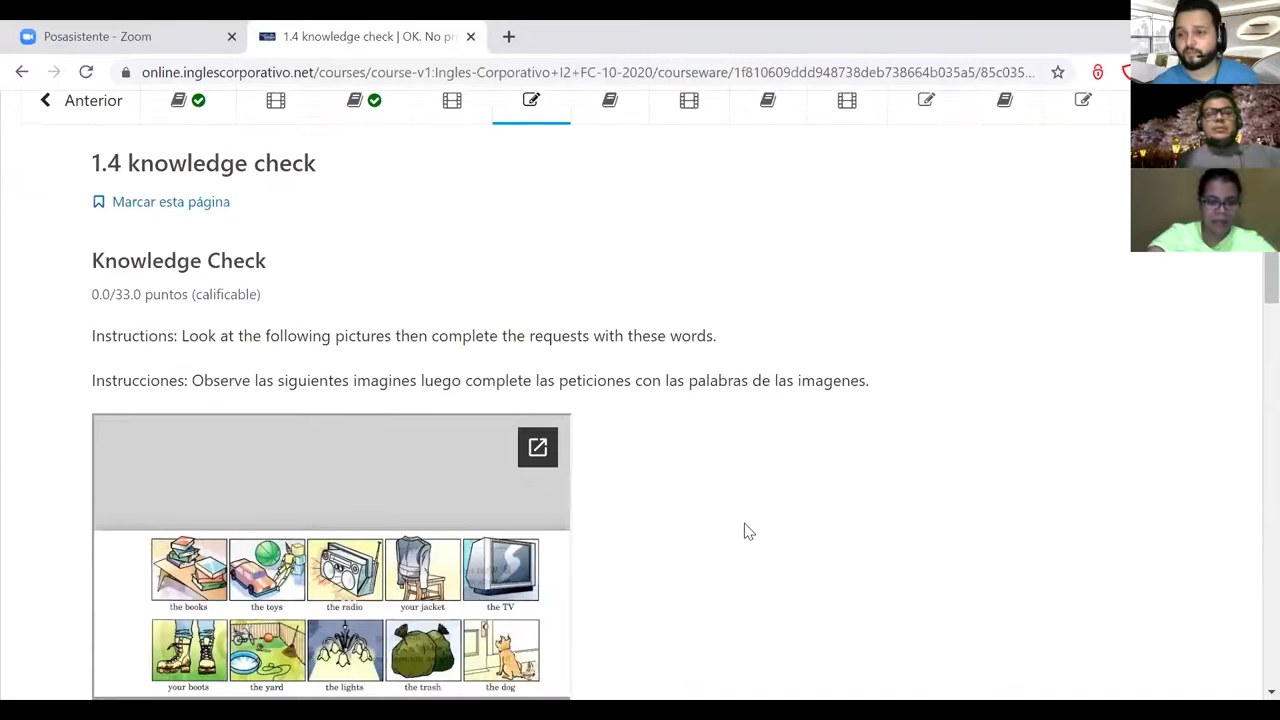 Posasistente - Zoom
1.4 knowledge check | OK. No pr
online.inglescorporativo.net/courses/course-v1:Ingles-Corporativo+I2+FC-10-2020/courseware/1f810609ddd948738deb738664b035a5/85c035...
Anterior
1.4 knowledge check
Marcar esta página
Knowledge Check
0.0/33.0 puntos (calificable)
Instructions: Look at the following pictures then complete the requests with these words.
Instrucciones: Observe las siguientes imagines luego complete las peticiones con las palabras de las imagenes.
the books the toys the radio your jacket the TV
your boots the yard the lights the trash the dog